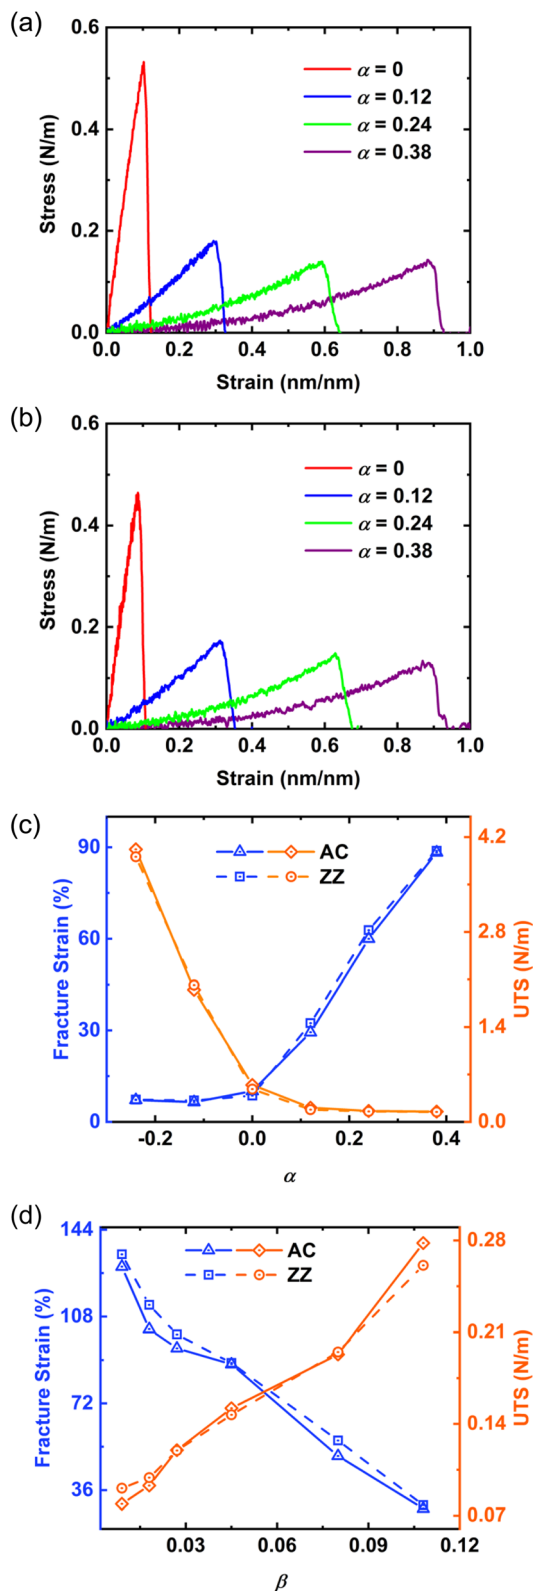 (a)
0.6
0.4
0.2
0.0
Stress (N/m)
α = 0
α = 0.12
α = 0.24
α = 0.38
0.0 0.2 0.4 0.6 0.8 1.0
Strain (nm/nm)
(b)
0.6
0.4
0.2
0.0
Stress (N/m)
α = 0
α = 0.12
α = 0.24
α = 0.38
0.0 0.2 0.4 0.6 0.8 1.0
Strain (nm/nm)
(c)
90
60
30
0
Fracture Strain (%)
AC
ZZ
4.2
2.8
1.4
0.0
UTS (N/m)
-0.2 0.0 0.2 0.4
α
(d)
144
108
72
36
Fracture Strain (%)
AC
ZZ
0.28
0.21
0.14
0.07
UTS (N/m)
0.03 0.06 0.09 0.12
β